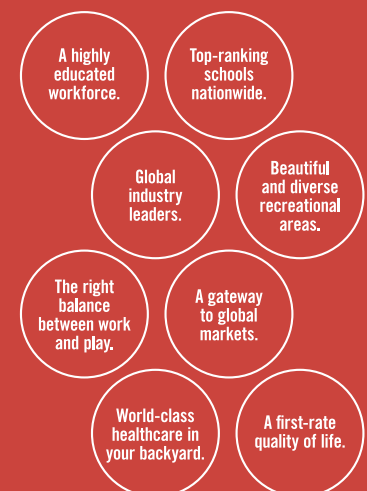 A highly
educated
workforce.
Top-ranking
schools
nationwide.
Global
industry
leaders.
Beautiful
and diverse
recreational
areas.
The right
balance
between work
and play.
A gateway
to global
markets.
World-class
healthcare in
your backyard.
A first-rate
quality of life.